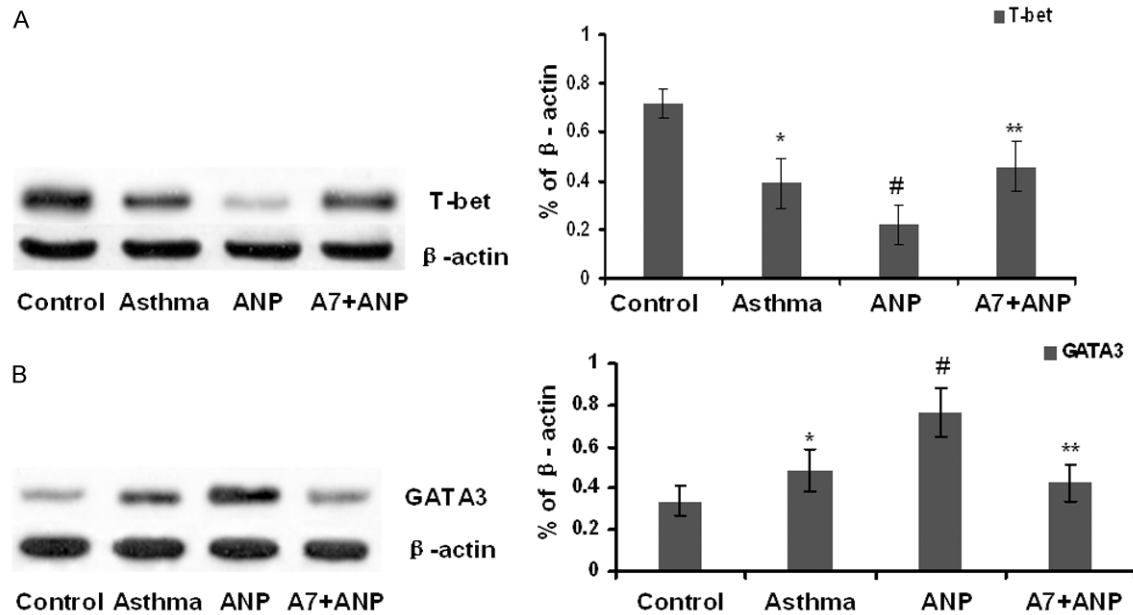 A
T-bet
β-actin
Control Asthma ANP A7+ANP
T-bet
% of β - actin
1
0.8
0.6
0.4
0.2
0
*
#
**
Control Asthma ANP A7+ANP
B
GATA3
β-actin
Control Asthma ANP A7+ANP
GATA3
% of β - actin
1
0.8
0.6
0.4
0.2
0
*
#
**
Control Asthma ANP A7+ANP